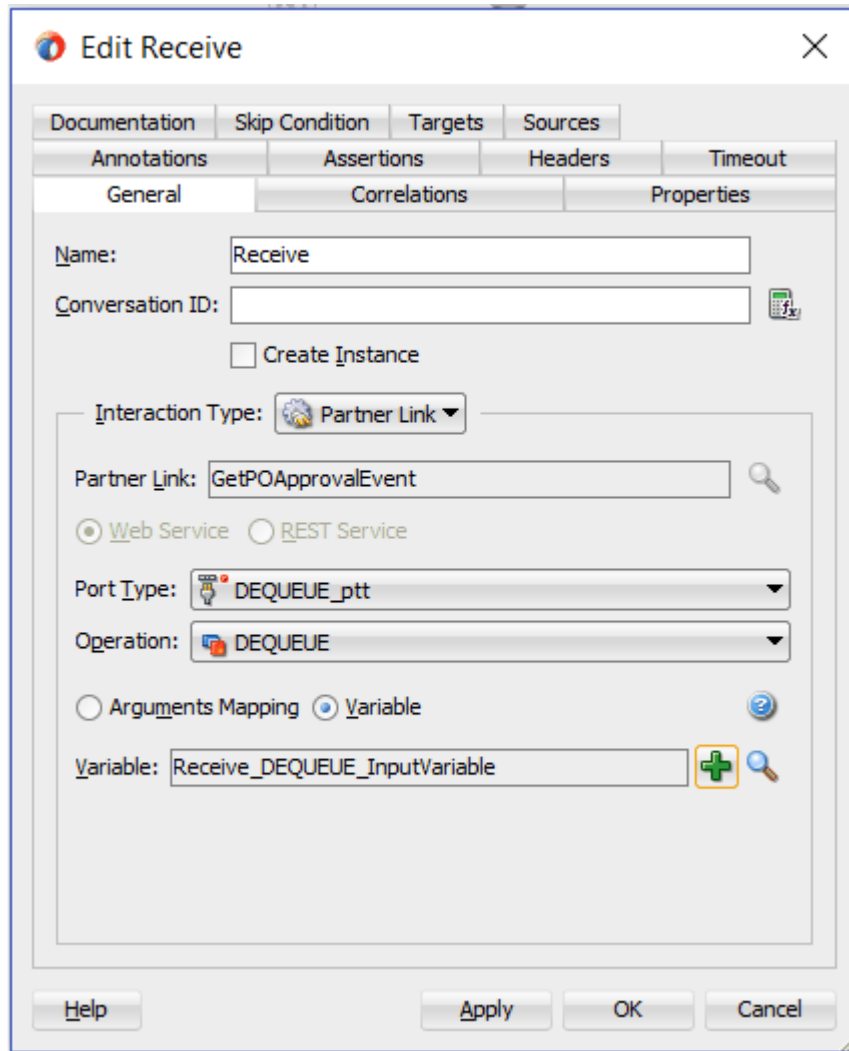 Edit Receive
Documentation Skip Condition Targets Sources
Annotations Assertions Headers Timeout
General Correlations Properties
Name: Receive
Conversation ID:
Create Instance
Interaction Type: Partner Link
Partner Link: GetPOApprovalEvent
Web Service REST Service
Port Type: DEQUEUE_ptt
Operation: DEQUEUE
Arguments Mapping Variable
Variable: Receive_DEQUEUE_InputVariable
Help Apply OK Cancel